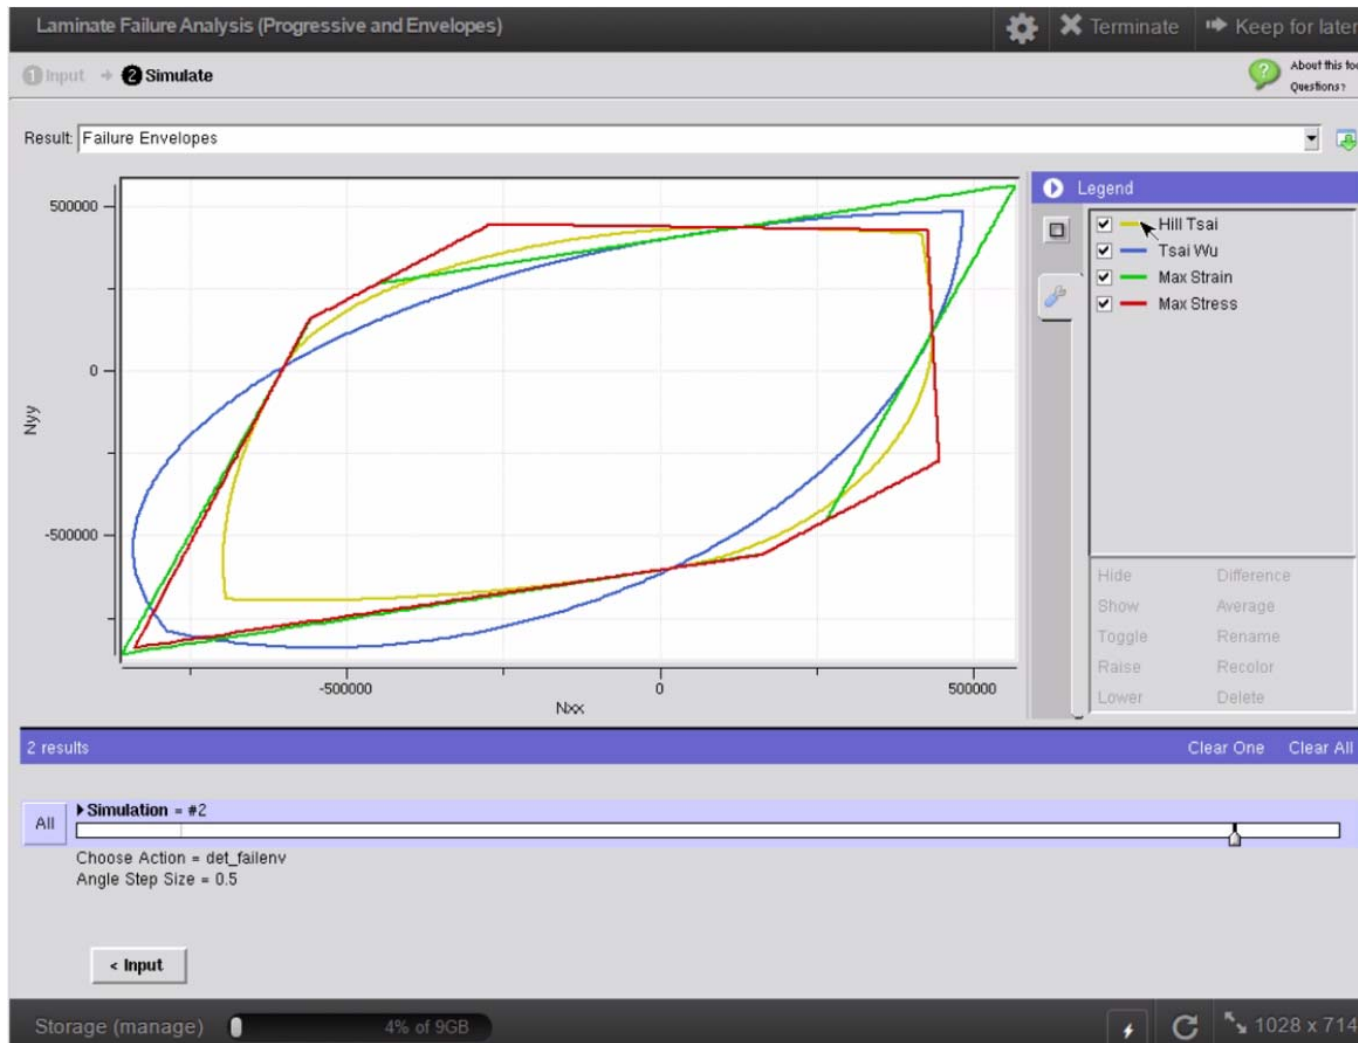 Laminate Failure Analysis (Progressive and Envelopes) Terminate Keep for later
1 Input 2 Simulate
About this too
Questions?
Result: Failure Envelopes
500000
0
-500000
Nyy
-500000 0 500000
Nxx
Legend
Hill Tsai
Tsai Wu
Max Strain
Max Stress
Hide Difference
Show Average
Toggle Rename
Raise Recolor
Lower Delete
2 results Clear One Clear All
All
Simulation = #2
Choose Action = det_failenv
Angle Step Size = 0.5
< Input
Storage (manage) 4% of 9GB 1028 x 714